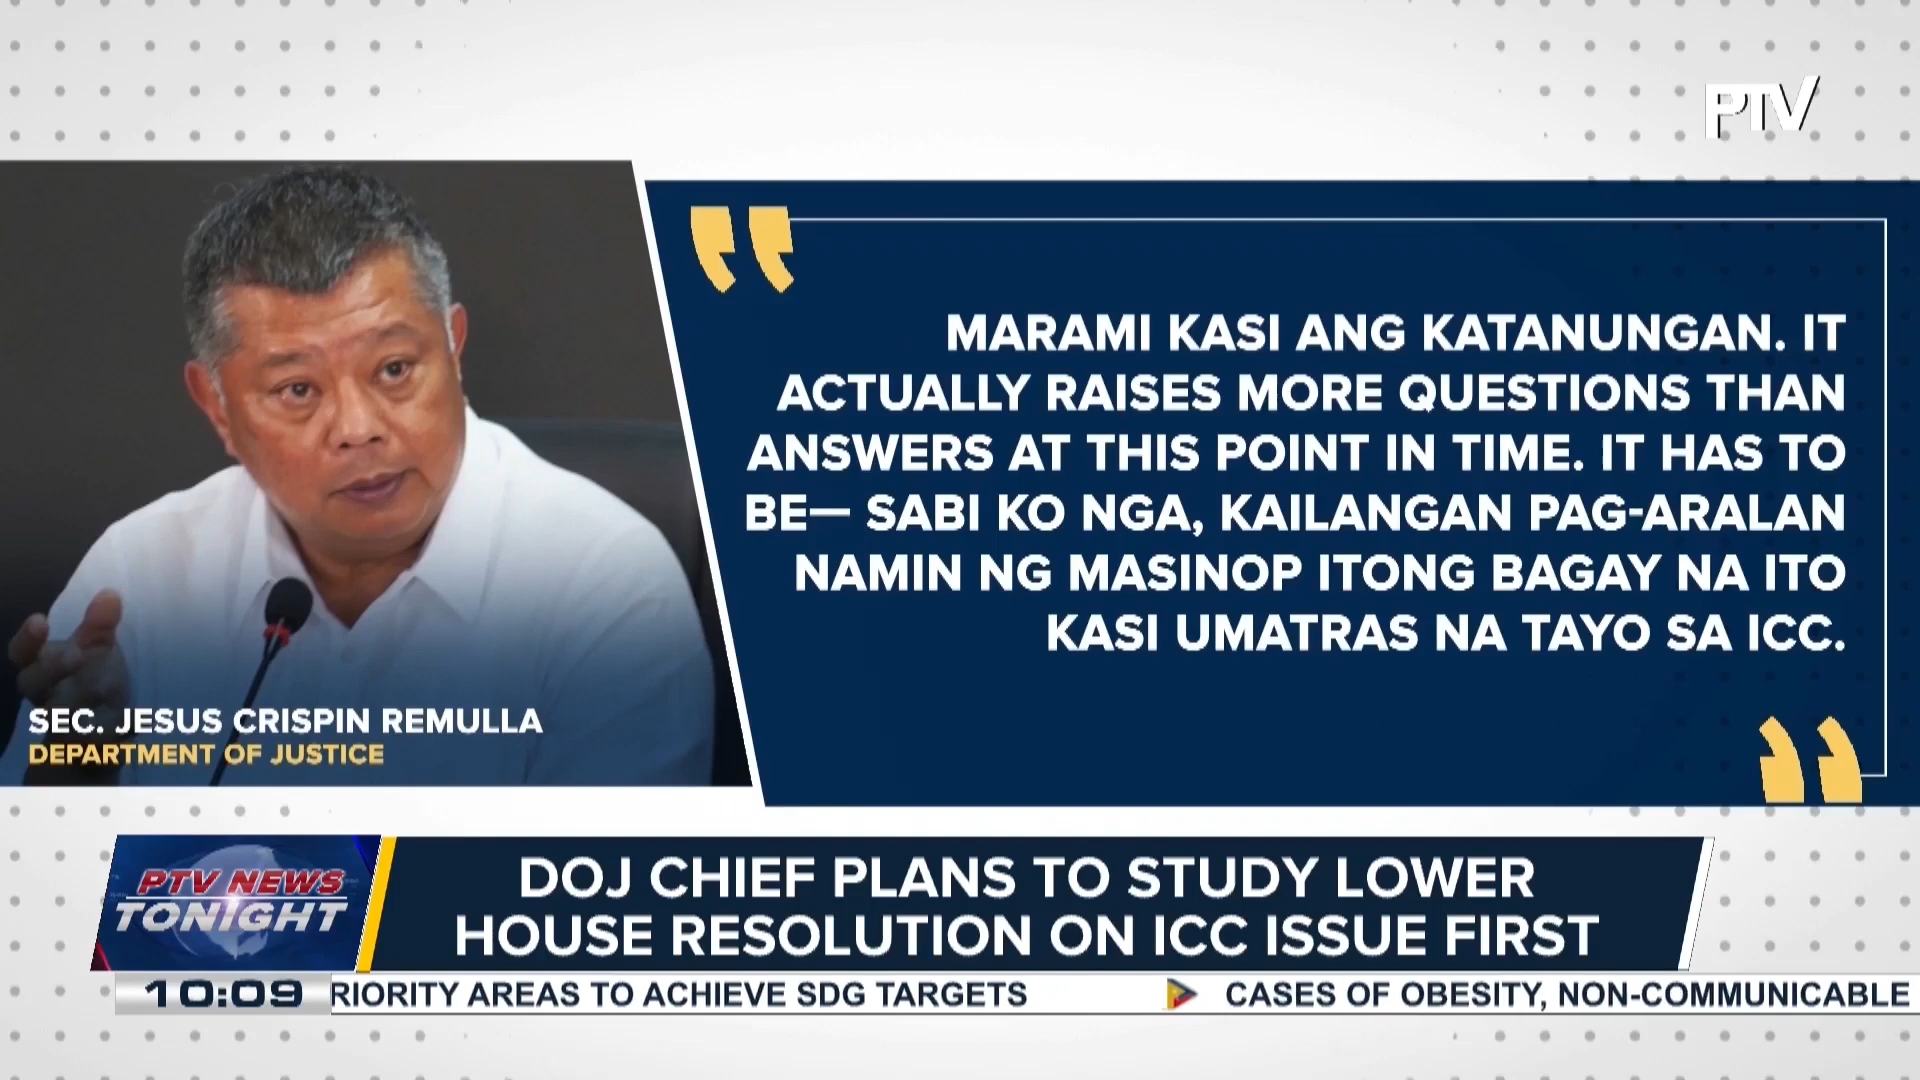 PTV
MARAMI KASI ANG KATANUNGAN. IT
ACTUALLY RAISES MORE QUESTIONS THAN
ANSWERS AT THIS POINT IN TIME. IT HAS TO
BE— SABI KO NGA, KAILANGAN PAG-ARALAN
NAMIN NG MASINOP ITONG BAGAY NA ITO
KASI UMATRAS NA TAYO SA ICC.
SEC. JESUS CRISPIN REMULLA
DEPARTMENT OF JUSTICE
PTV NEWS
TONIGHT
DOJ CHIEF PLANS TO STUDY LOWER
HOUSE RESOLUTION ON ICC ISSUE FIRST
10:09
RIORITY AREAS TO ACHIEVE SDG TARGETS
CASES OF OBESITY, NON-COMMUNICABLE